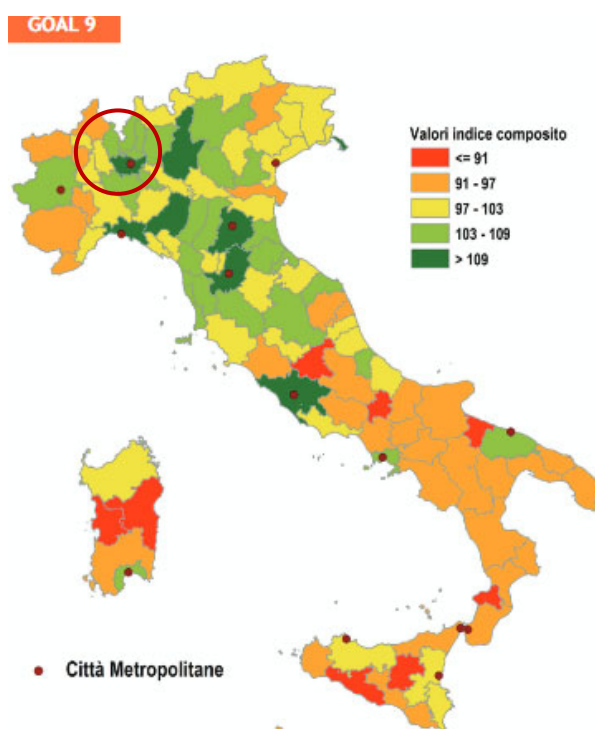 GOAL 9
Valori indice composito
<= 91
91 - 97
97 - 103
103 - 109
> 109
Città Metropolitane